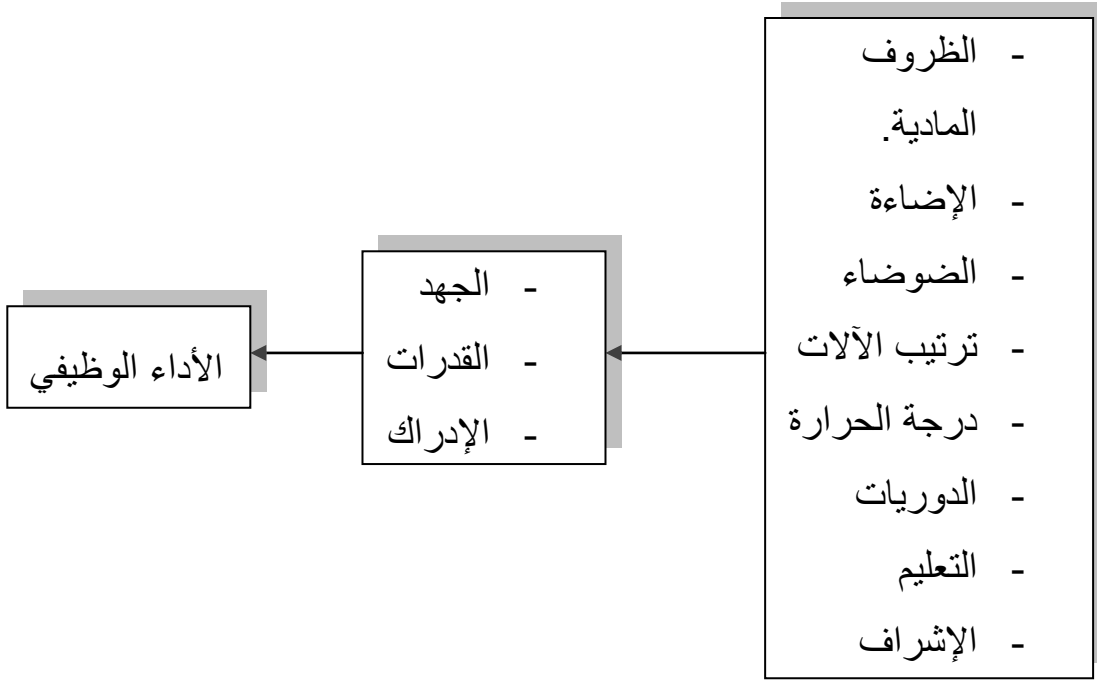 - الظروف
المادية.
- الإضاءة
- الضوضاء
- ترتيب الآلات
- درجة الحرارة
- الدوريات
- التعليم
- الإشراف
- الجهد
- القدرات
- الإدراك
الأداء الوظيفي